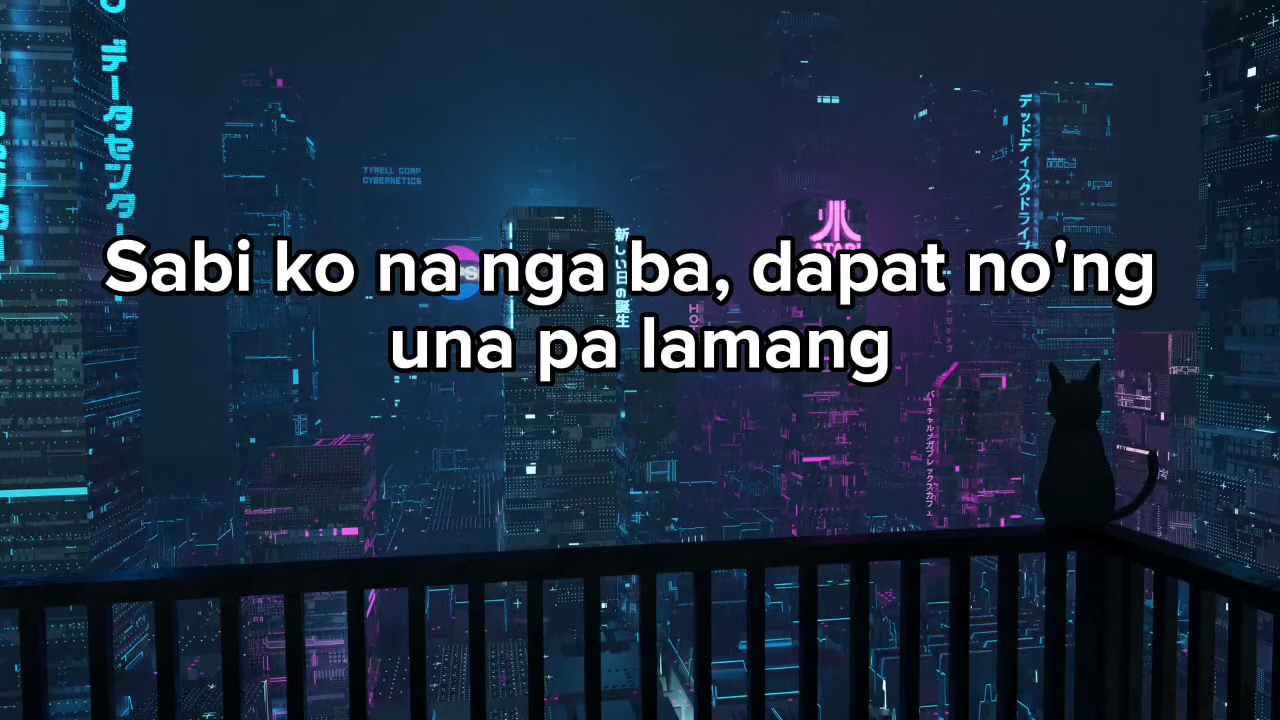 データセンター
TYRELL CORP
CYBERNETICS
デッドディスクドライブ
新しい日の誕生
ATARI
Sabi ko na nga ba, dapat no'ng
una pa lamang